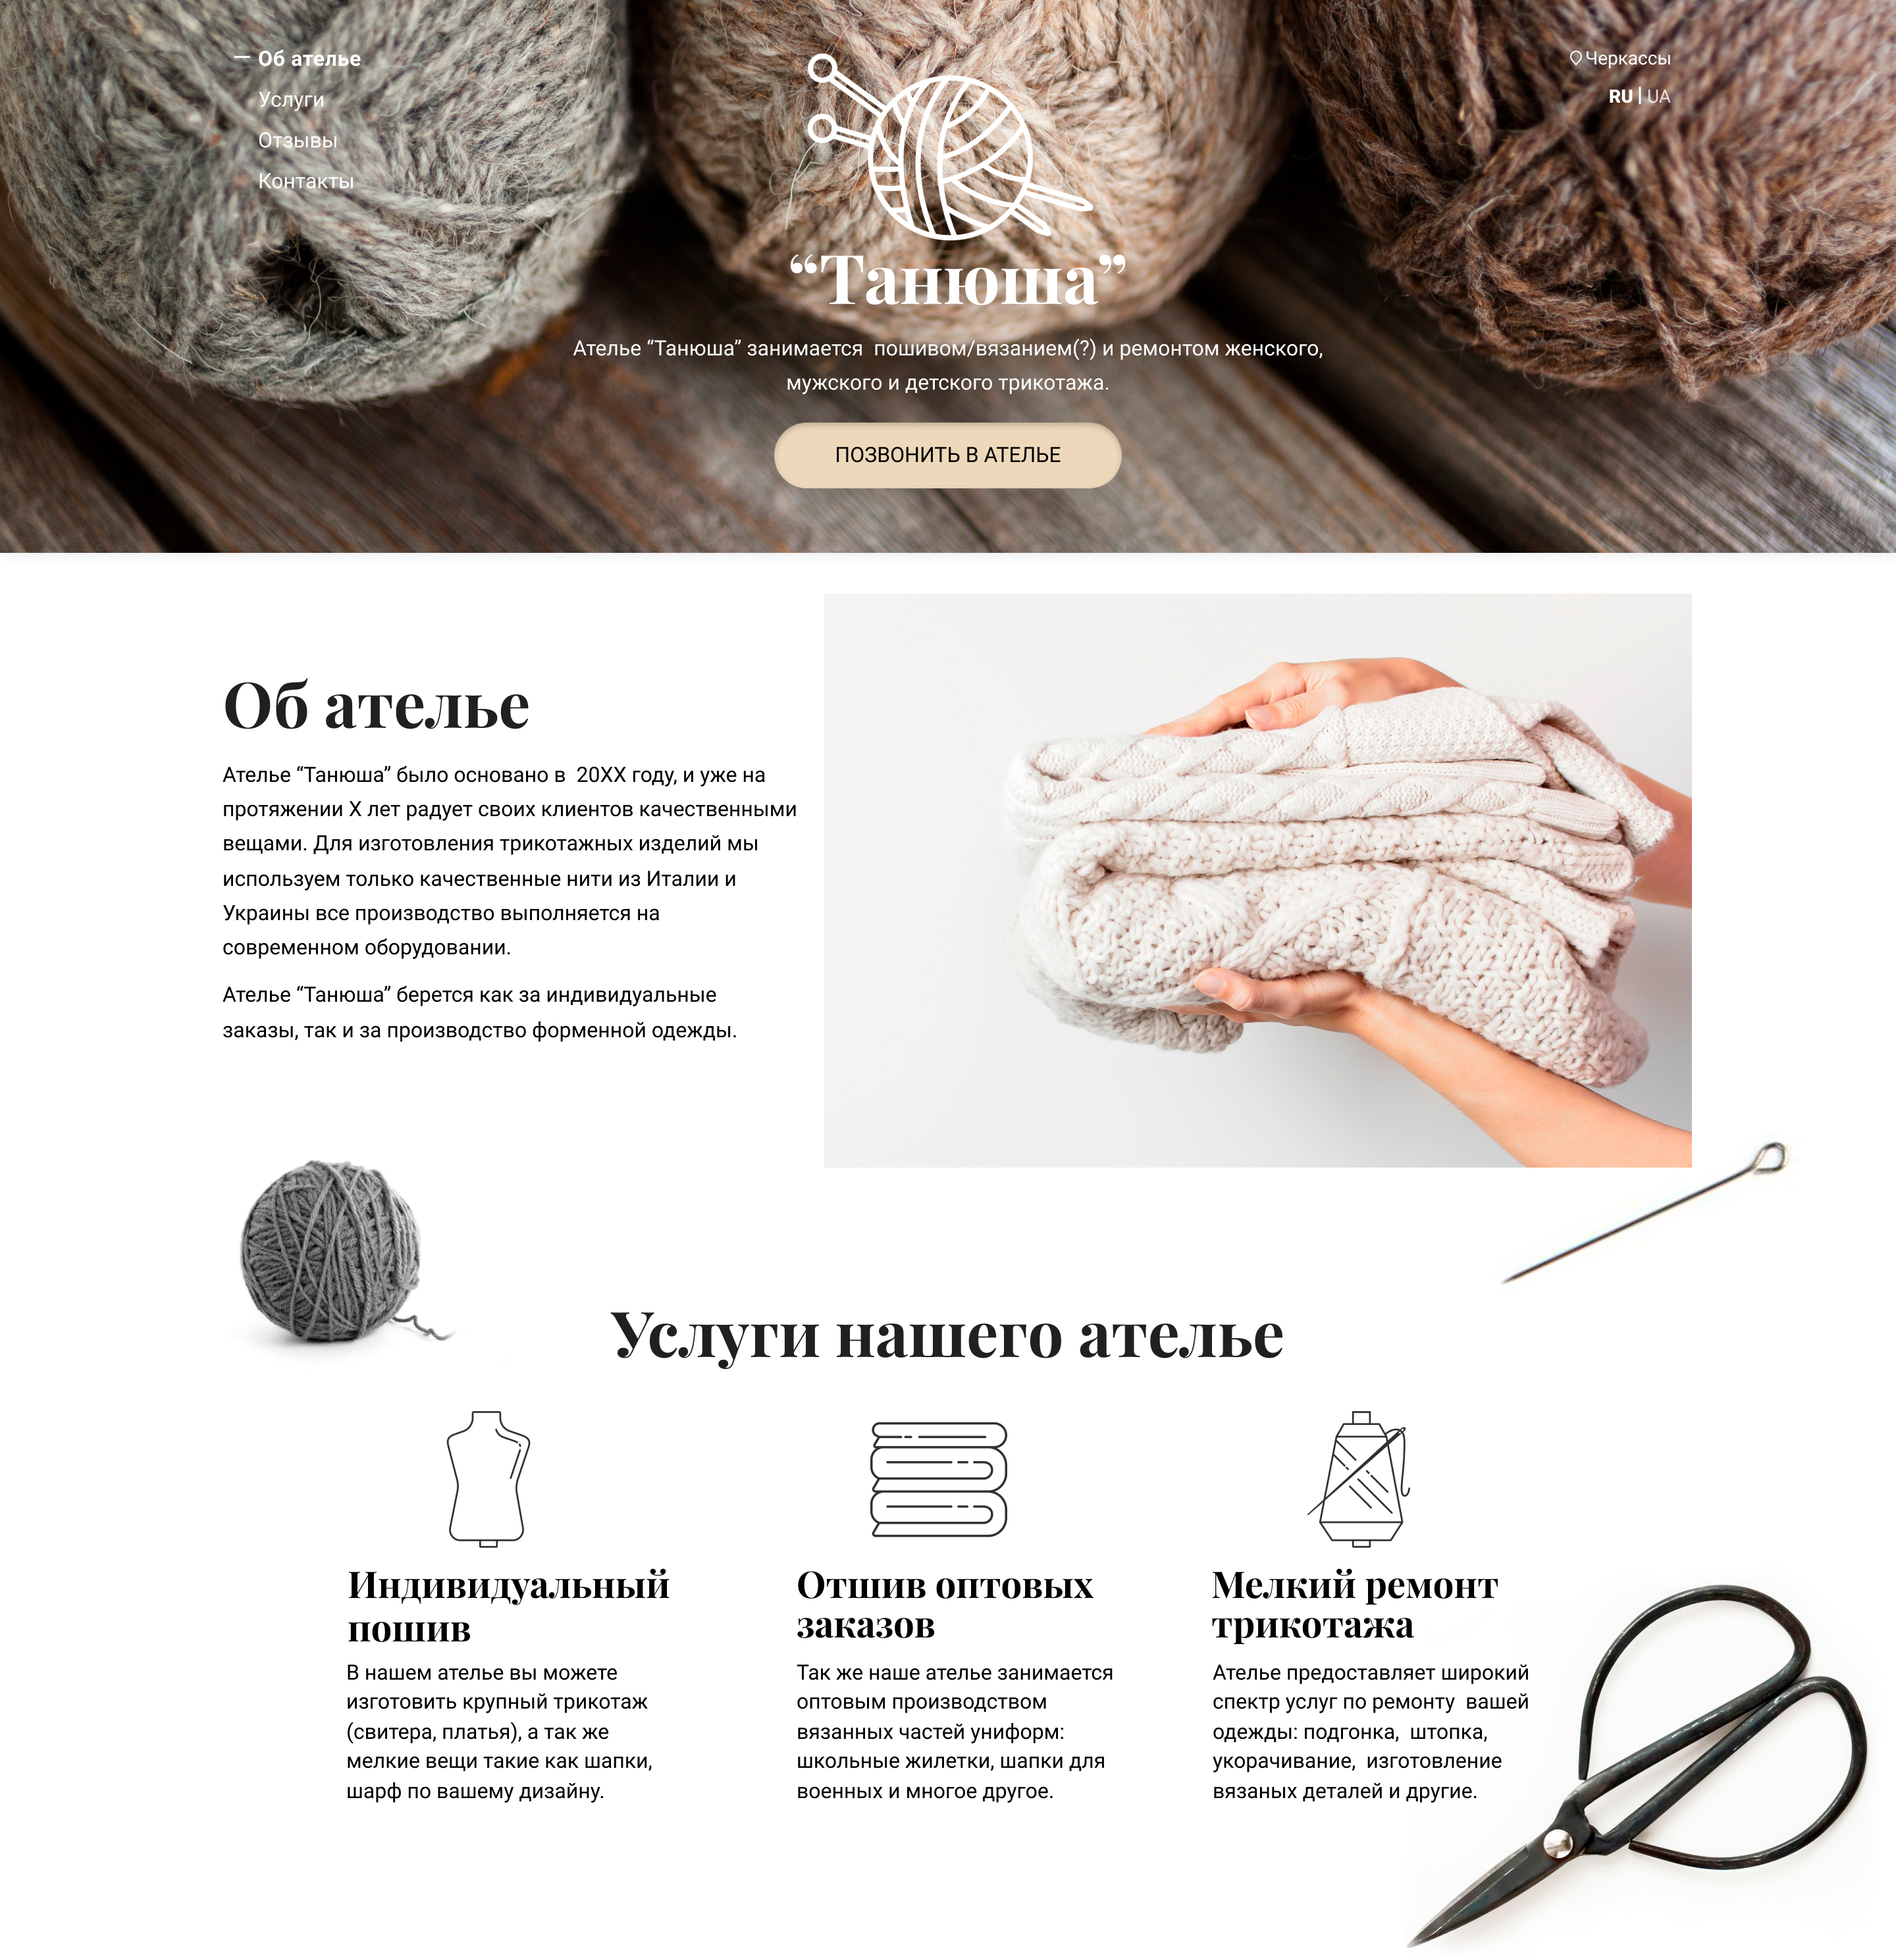 Об ателье
Услуги
Отзывы
Контакты
Черкассы
RU | UA
“Танюша”
Ателье “Танюша” занимается пошивом/вязанием(?) и ремонтом женского,
мужского и детского трикотажа.
ПОЗВОНИТЬ В АТЕЛЬЕ
Об ателье
Ателье “Танюша” было основано в 20ХХ году, и уже на
протяжении Х лет радует своих клиентов качественными
вещами. Для изготовления трикотажных изделий мы
используем только качественные нити из Италии и
Украины все производство выполняется на
современном оборудовании.
Ателье “Танюша” берется как за индивидуальные
заказы, так и за производство форменной одежды.
Услуги нашего ателье
Индивидуальный
пошив
В нашем ателье вы можете
изготовить крупный трикотаж
(свитера, платья), а так же
мелкие вещи такие как шапки,
шарф по вашему дизайну.
Отшив оптовых
заказов
Так же наше ателье занимается
оптовым производством
вязанных частей униформ:
школьные жилетки, шапки для
военных и многое другое.
Мелкий ремонт
трикотажа
Ателье предоставляет широкий
спектр услуг по ремонту вашей
одежды: подгонка, штопка,
укорачивание, изготовление
вязаных деталей и другие.